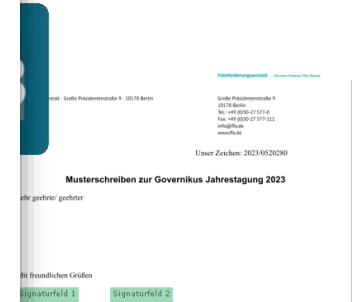 Filmförderungsanstalt German Federal Film Board
nstalt - Große Präsidentenstraße 9 - 10178 Berlin
Große Präsidentenstraße 9
10178 Berlin
Tel.: +49 (0)30-27 577-0
Fax: +49 (0)30-27 577-111
info@ffa.de
www.ffa.de
Unser Zeichen: 2023/0520280
Musterschreiben zur Governikus Jahrestagung 2023
ehr geehrte/ geehrter
Mit freundlichen Grüßen
Signaturfeld 1 Signaturfeld 2